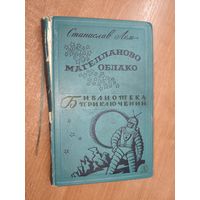 Станислав Лем
МАГЕЛЛАНОВО
ОБЛАКО
БИБЛИОТЕКА
ПРИКЛЮЧЕНИЙ